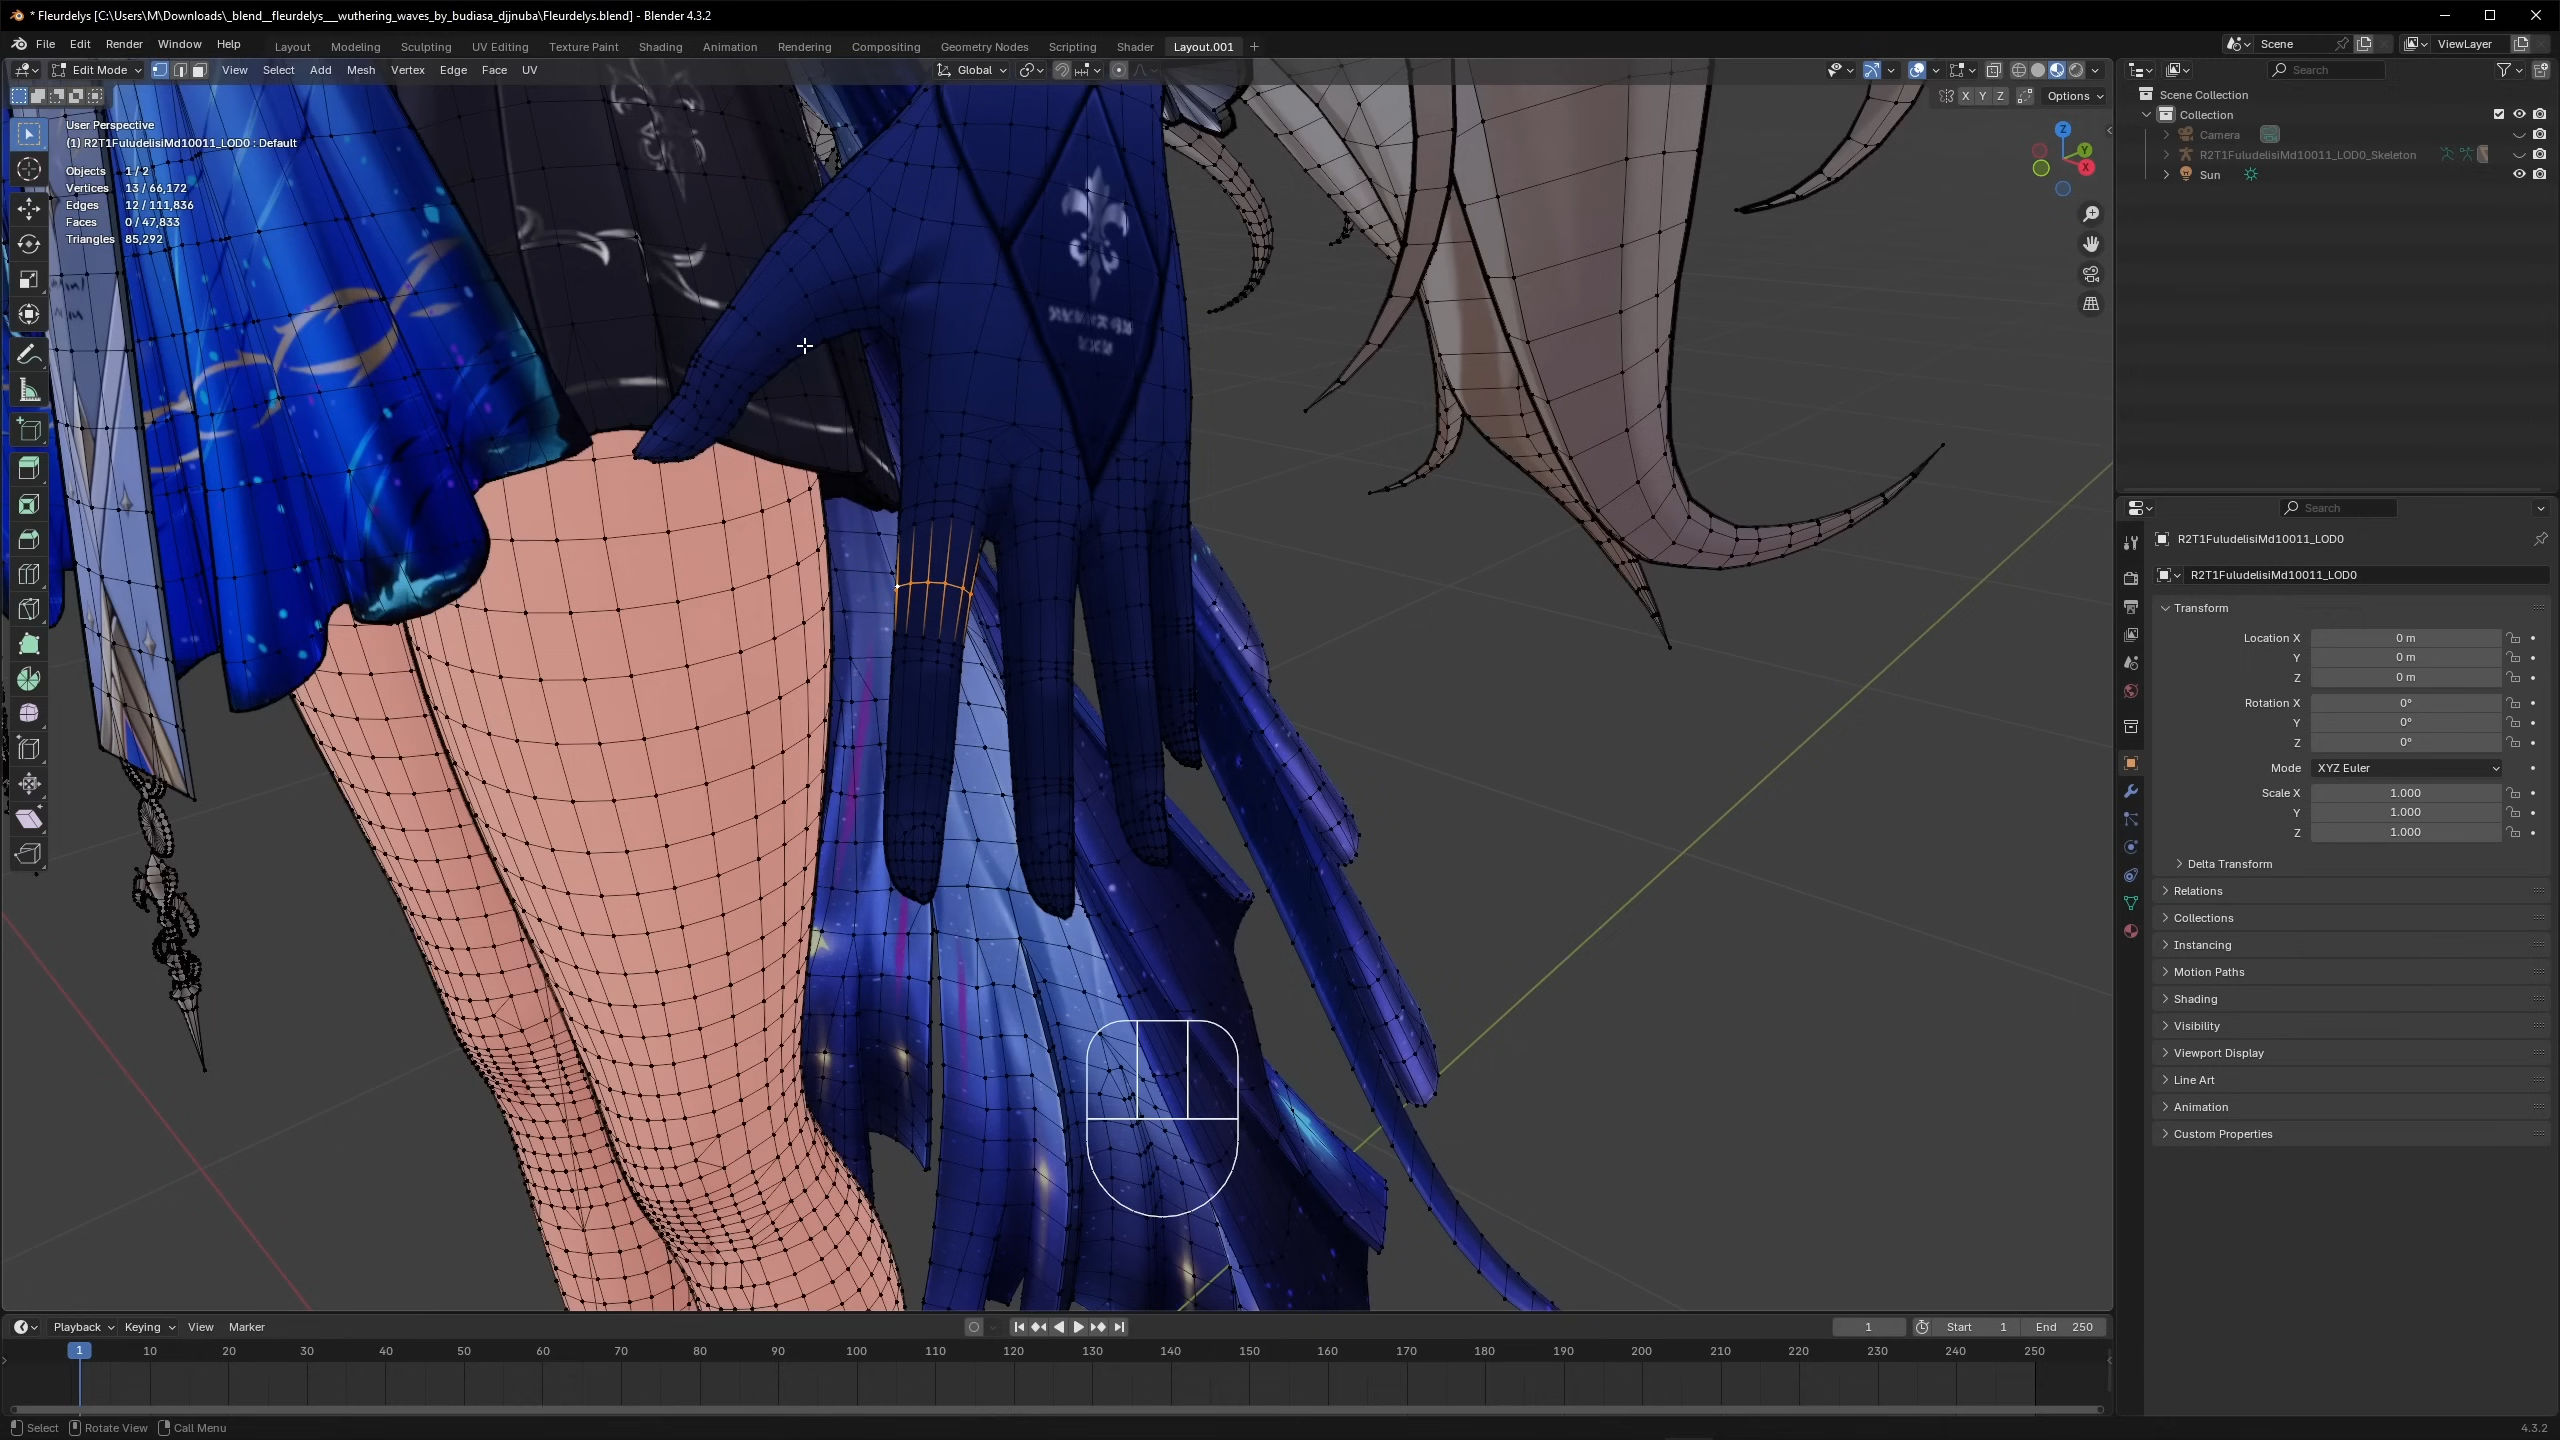 * Fleurdelys [C:\Users\M\Downloads\_blend__fleurdelys___wuthering_waves_by_budiasa_djjnuba\Fleurdelys.blend] - Blender 4.3.2
File Edit Render Window Help Layout Modeling Sculpting UV Editing Texture Paint Shading Animation Rendering Compositing Geometry Nodes Scripting Shader Layout.001 + Scene ViewLayer
Edit Mode View Select Add Mesh Vertex Edge Face UV Global Search
X Y Z Options
Scene Collection
Collection
Camera
R2T1FuludelisiMd10011_LOD0_Skeleton
Sun
User Perspective
(1) R2T1FuludelisiMd10011_LOD0 : Default
Objects 1 / 2
Vertices 13 / 66,172
Edges 12 / 111,836
Faces 0 / 47,833
Triangles 85,292
Z
Y
X
Search
R2T1FuludelisiMd10011_LOD0
R2T1FuludelisiMd10011_LOD0
Transform
Location X 0 m
Y 0 m
Z 0 m
Rotation X 0°
Y 0°
Z 0°
Mode XYZ Euler
Scale X 1.000
Y 1.000
Z 1.000
Delta Transform
Relations
Collections
Instancing
Motion Paths
Shading
Visibility
Viewport Display
Line Art
Animation
Custom Properties
Playback Keying View Marker 1 Start 1 End 250
1 10 20 30 40 50 60 70 80 90 100 110 120 130 140 150 160 170 180 190 200 210 220 230 240 250
Select Rotate View Call Menu 4.3.2